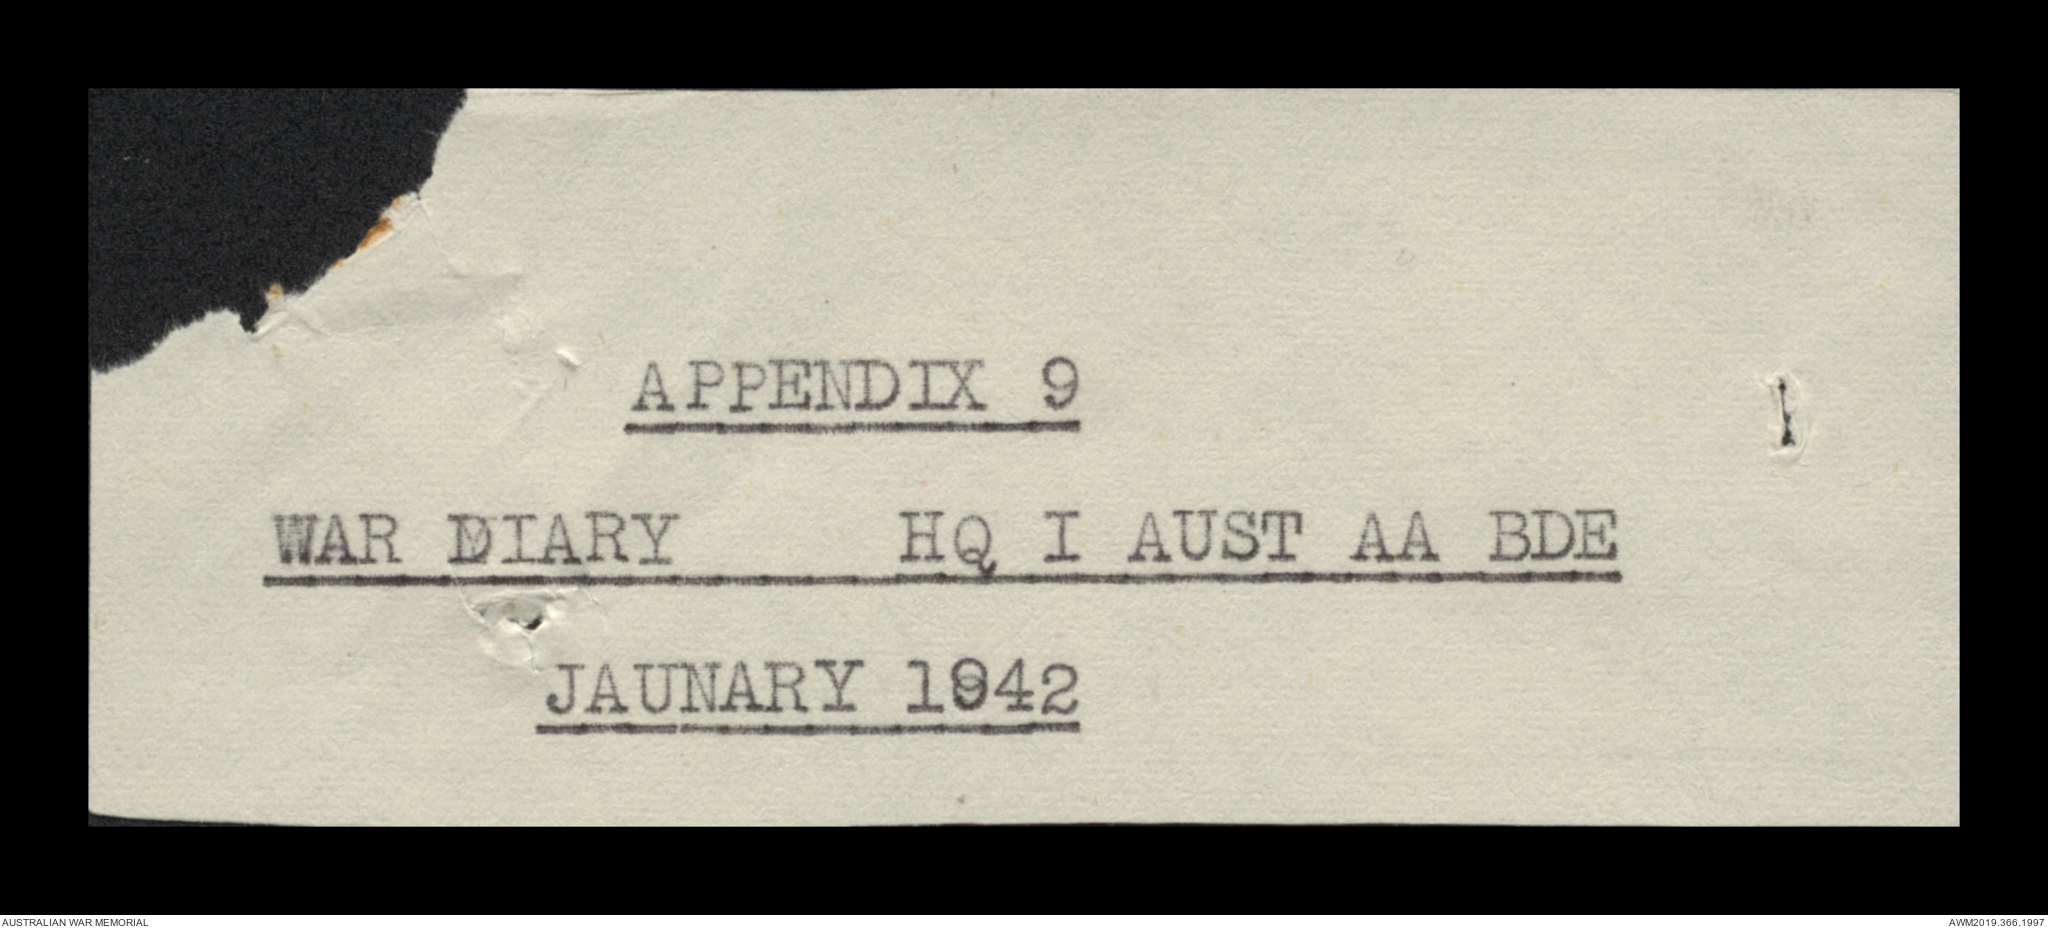 APPENDIX 9
WAR DIARY HQ I AUST AA BDE
JAUNARY 1942
AUSTRALIAN WAR MEMORIAL
AWM2019.366.1997